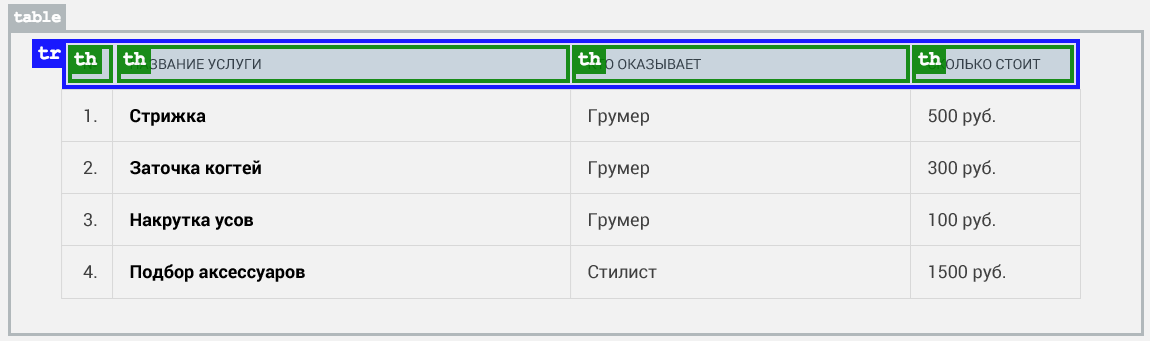 table
tr th th ЗВАНИЕ УСЛУГИ th О ОКАЗЫВАЕТ th ОЛЬКО СТОИТ
1. Стрижка Грумер 500 руб.
2. Заточка когтей Грумер 300 руб.
3. Накрутка усов Грумер 100 руб.
4. Подбор аксессуаров Стилист 1500 руб.